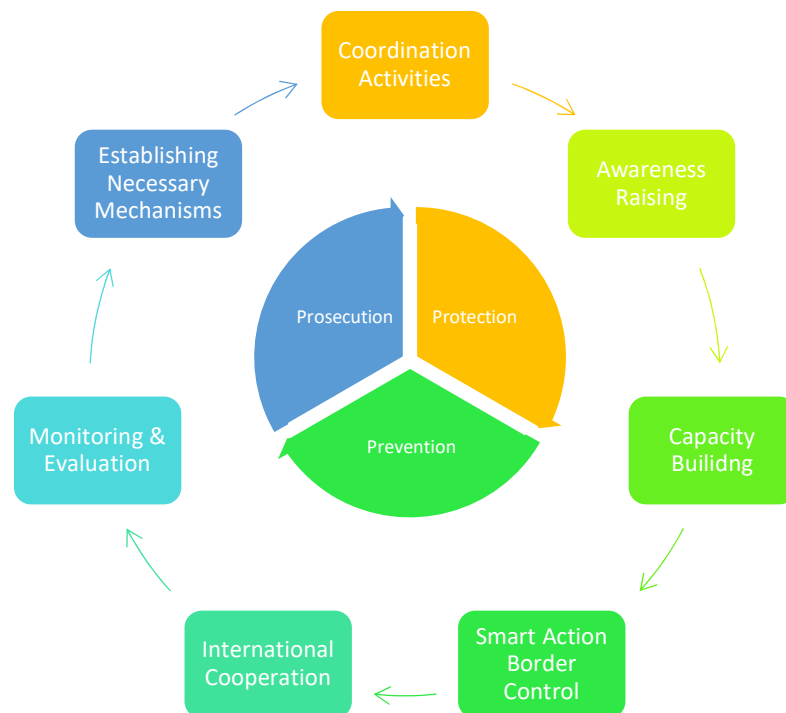 Coordination
Activities
Awareness
Raising
Capacity
Builidng
Smart Action
Border
Control
International
Cooperation
Monitoring &
Evaluation
Establishing
Necessary
Mechanisms
Prosecution
Protection
Prevention